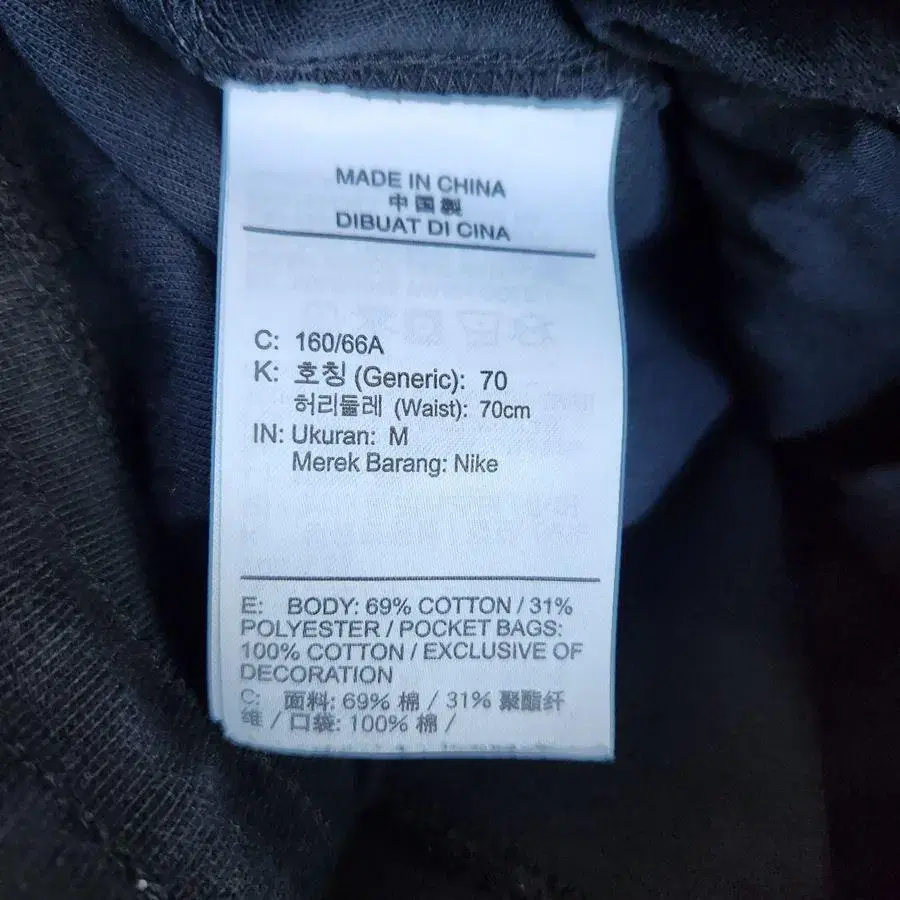 MADE IN CHINA
中国製
DIBUAT DI CINA
C: 160/66A
K: 호칭 (Generic): 70
허리둘레 (Waist): 70cm
IN: Ukuran: M
Merek Barang: Nike
E: BODY: 69% COTTON / 31%
POLYESTER / POCKET BAGS:
100% COTTON / EXCLUSIVE OF
DECORATION
C: 面料: 69% 棉 / 31% 聚酯纤
维 / 口袋: 100% 棉 /